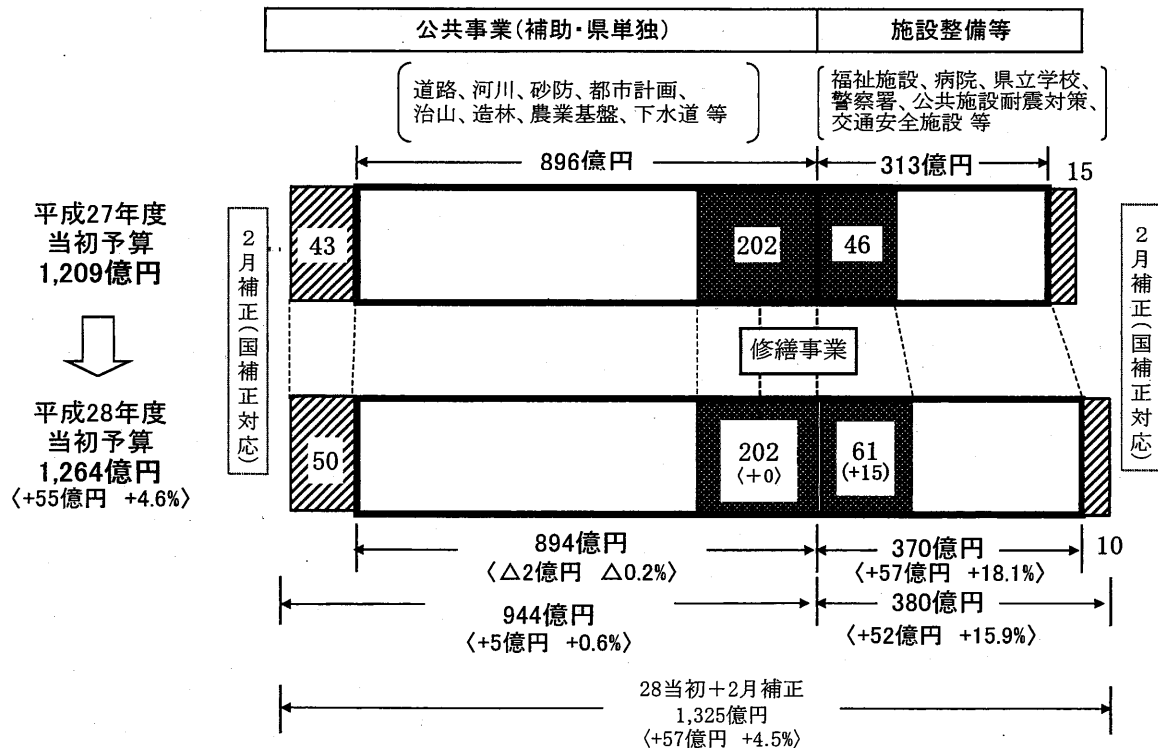 公共事業(補助・県単独)
施設整備等
道路、河川、砂防、都市計画、
治山、造林、農業基盤、下水道 等
福祉施設、病院、県立学校、
警察署、公共施設耐震対策、
交通安全施設 等
896億円
313億円
15
平成27年度
当初予算
1,209億円
2月補正(国補正対応)
43
202
46
2月補正(国補正対応)
修繕事業
平成28年度
当初予算
1,264億円
〈+55億円 +4.6%〉
50
202
〈+0〉
61
(+15)
10
894億円
〈△2億円 △0.2%〉
370億円
〈+57億円 +18.1%〉
944億円
〈+5億円 +0.6%〉
380億円
〈+52億円 +15.9%〉
28当初+2月補正
1,325億円
〈+57億円 +4.5%〉